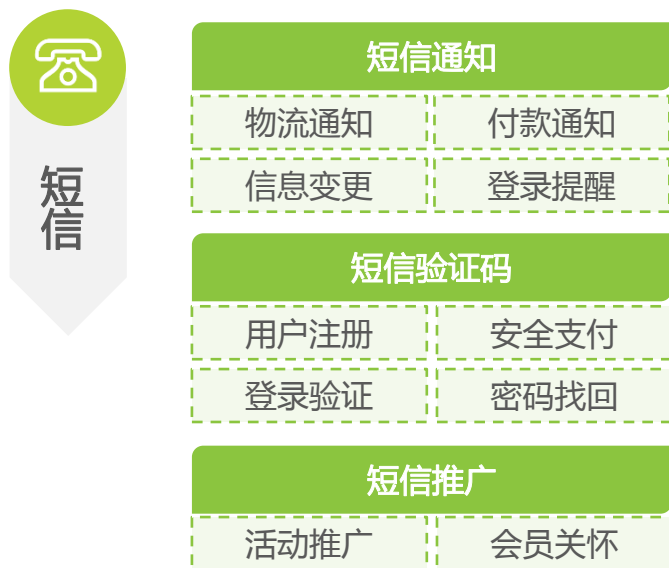 短信
短信通知
物流通知 付款通知
信息变更 登录提醒
短信验证码
用户注册 安全支付
登录验证 密码找回
短信推广
活动推广 会员关怀